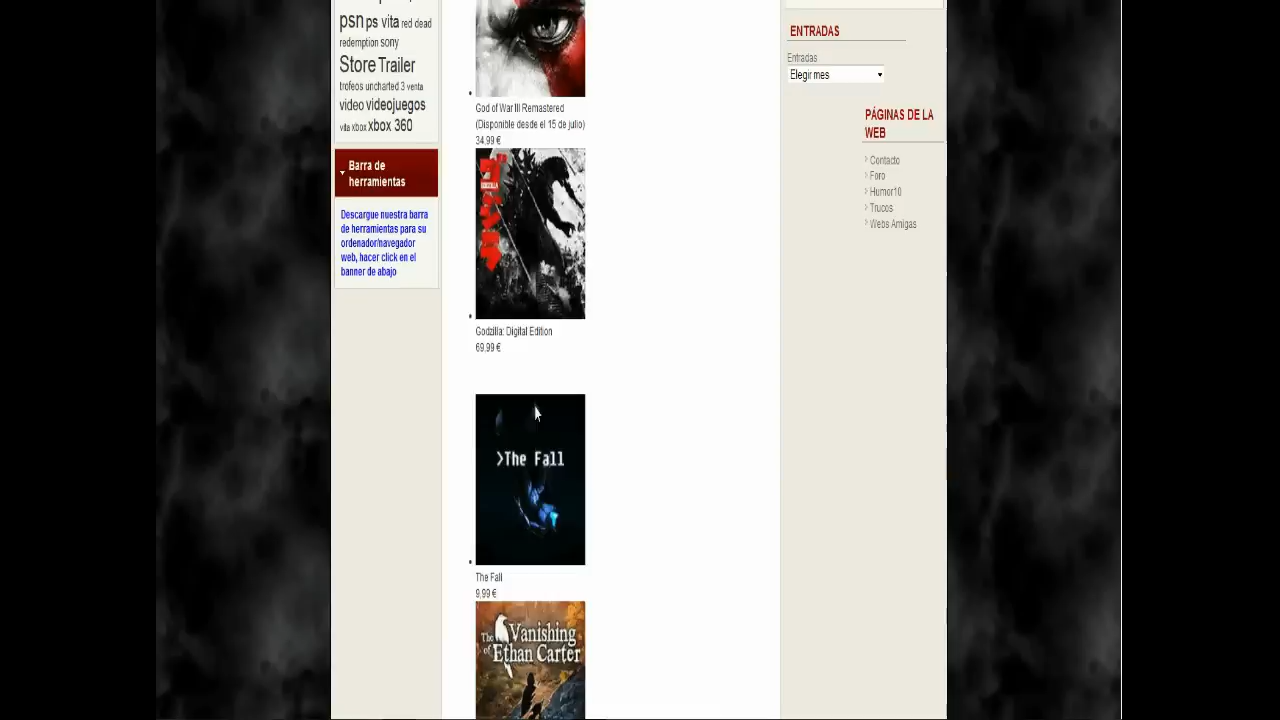 psn ps vita red dead
redemption sony
Store Trailer
trofeos uncharted 3 venta
video videojuegos
vita xbox xbox 360
Barra de
herramientas
Descargue nuestra barra
de herramientas para su
ordenador/navegador
web, hacer click en el
banner de abajo
God of War III Remastered
(Disponible desde el 15 de julio)
34,99 €
GODZILLA
Godzilla: Digital Edition
69,99 €
>The Fall
The Fall
9,99 €
The Vanishing
of Ethan Carter
ENTRADAS
Entradas
Elegir mes
PÁGINAS DE LA
WEB
Contacto
Foro
Humor10
Trucos
Webs Amigas